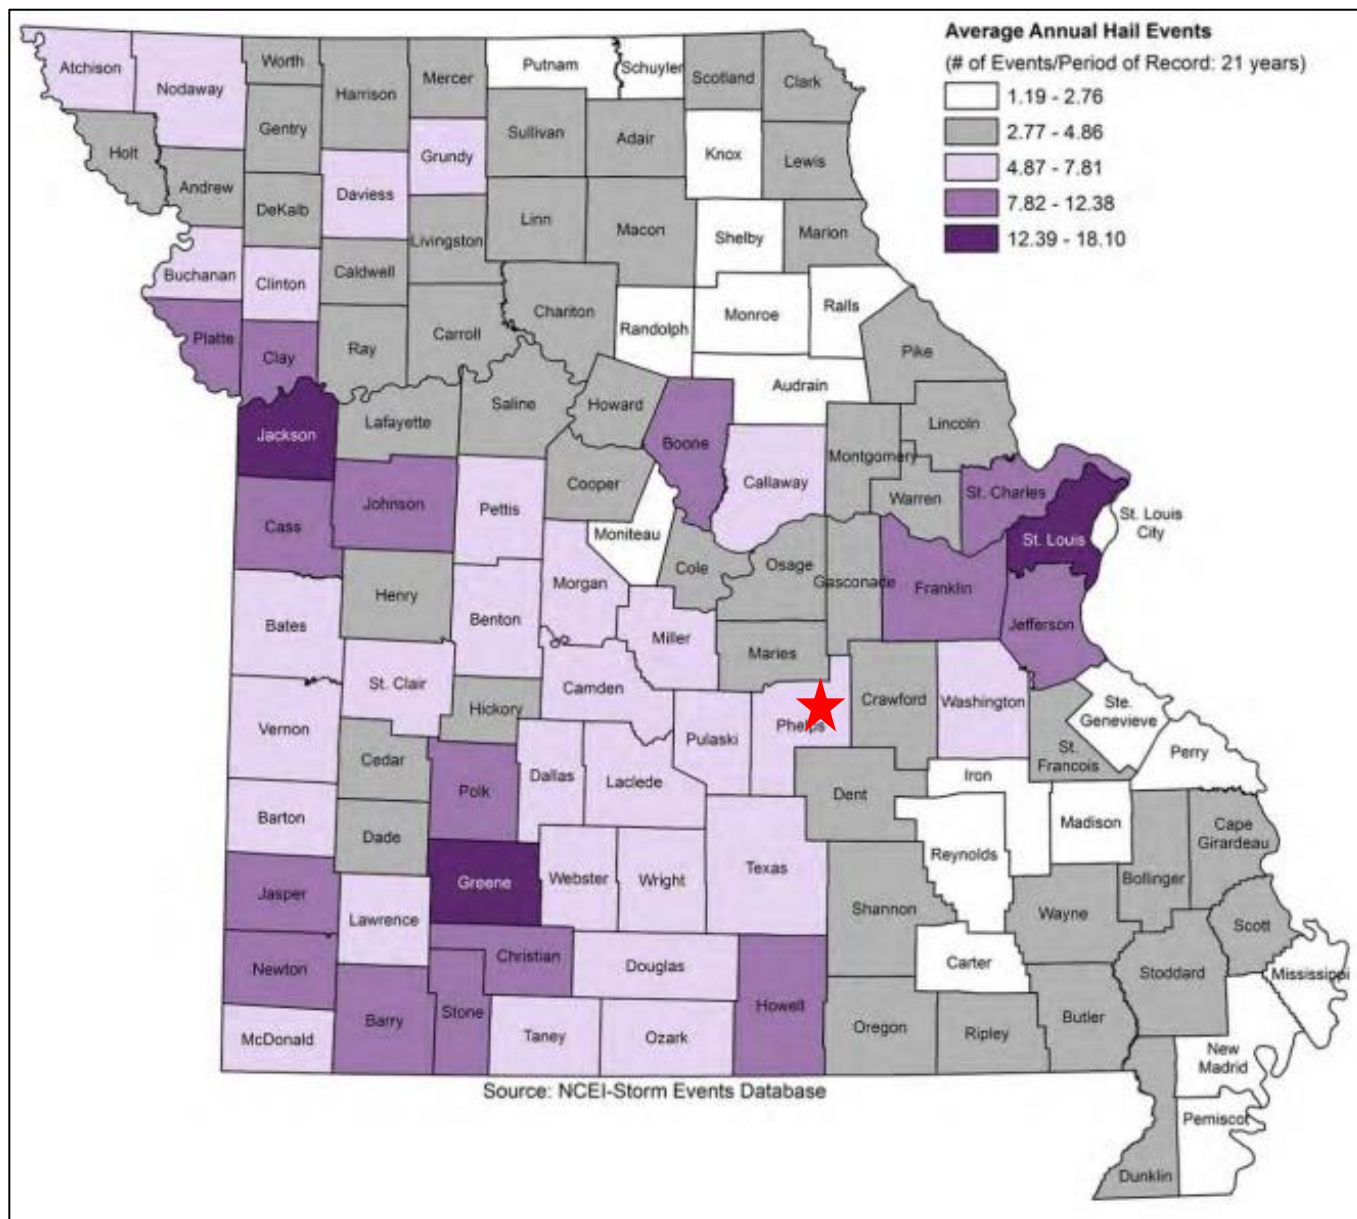 Average Annual Hail Events
(# of Events/Period of Record: 21 years)
1.19 - 2.76
2.77 - 4.86
4.87 - 7.81
7.82 - 12.38
12.39 - 18.10
Atchison
Nodaway
Worth
Harrison
Mercer
Putnam
Schuyler
Scotland
Clark
Gentry
Holt
Andrew
DeKalb
Daviess
Grundy
Sullivan
Adair
Knox
Lewis
Buchanan
Clinton
Caldwell
Livingston
Linn
Macon
Shelby
Marion
Platte
Clay
Ray
Carroll
Chariton
Randolph
Monroe
Ralls
Pike
Audrain
Jackson
Lafayette
Saline
Howard
Boone
Callaway
Montgomery
Lincoln
Warren
St. Charles
St. Louis
St. Louis
City
Cass
Johnson
Pettis
Cooper
Moniteau
Cole
Osage
Gasconade
Franklin
Jefferson
Bates
Henry
Benton
Morgan
Miller
Maries
St. Clair
Hickory
Camden
Pulaski
Phelps
Crawford
Washington
Ste.
Genevieve
St.
Francois
Perry
Vernon
Cedar
Polk
Dallas
Laclede
Dent
Iron
Madison
Reynolds
Bollinger
Cape
Girardeau
Barton
Dade
Greene
Webster
Wright
Texas
Shannon
Wayne
Scott
Jasper
Lawrence
Christian
Douglas
Howell
Carter
Stoddard
Mississippi
Newton
Barry
Stone
Taney
Ozark
Oregon
Ripley
Butler
New
Madrid
McDonald
Pemiscot
Dunklin
Source: NCEI-Storm Events Database